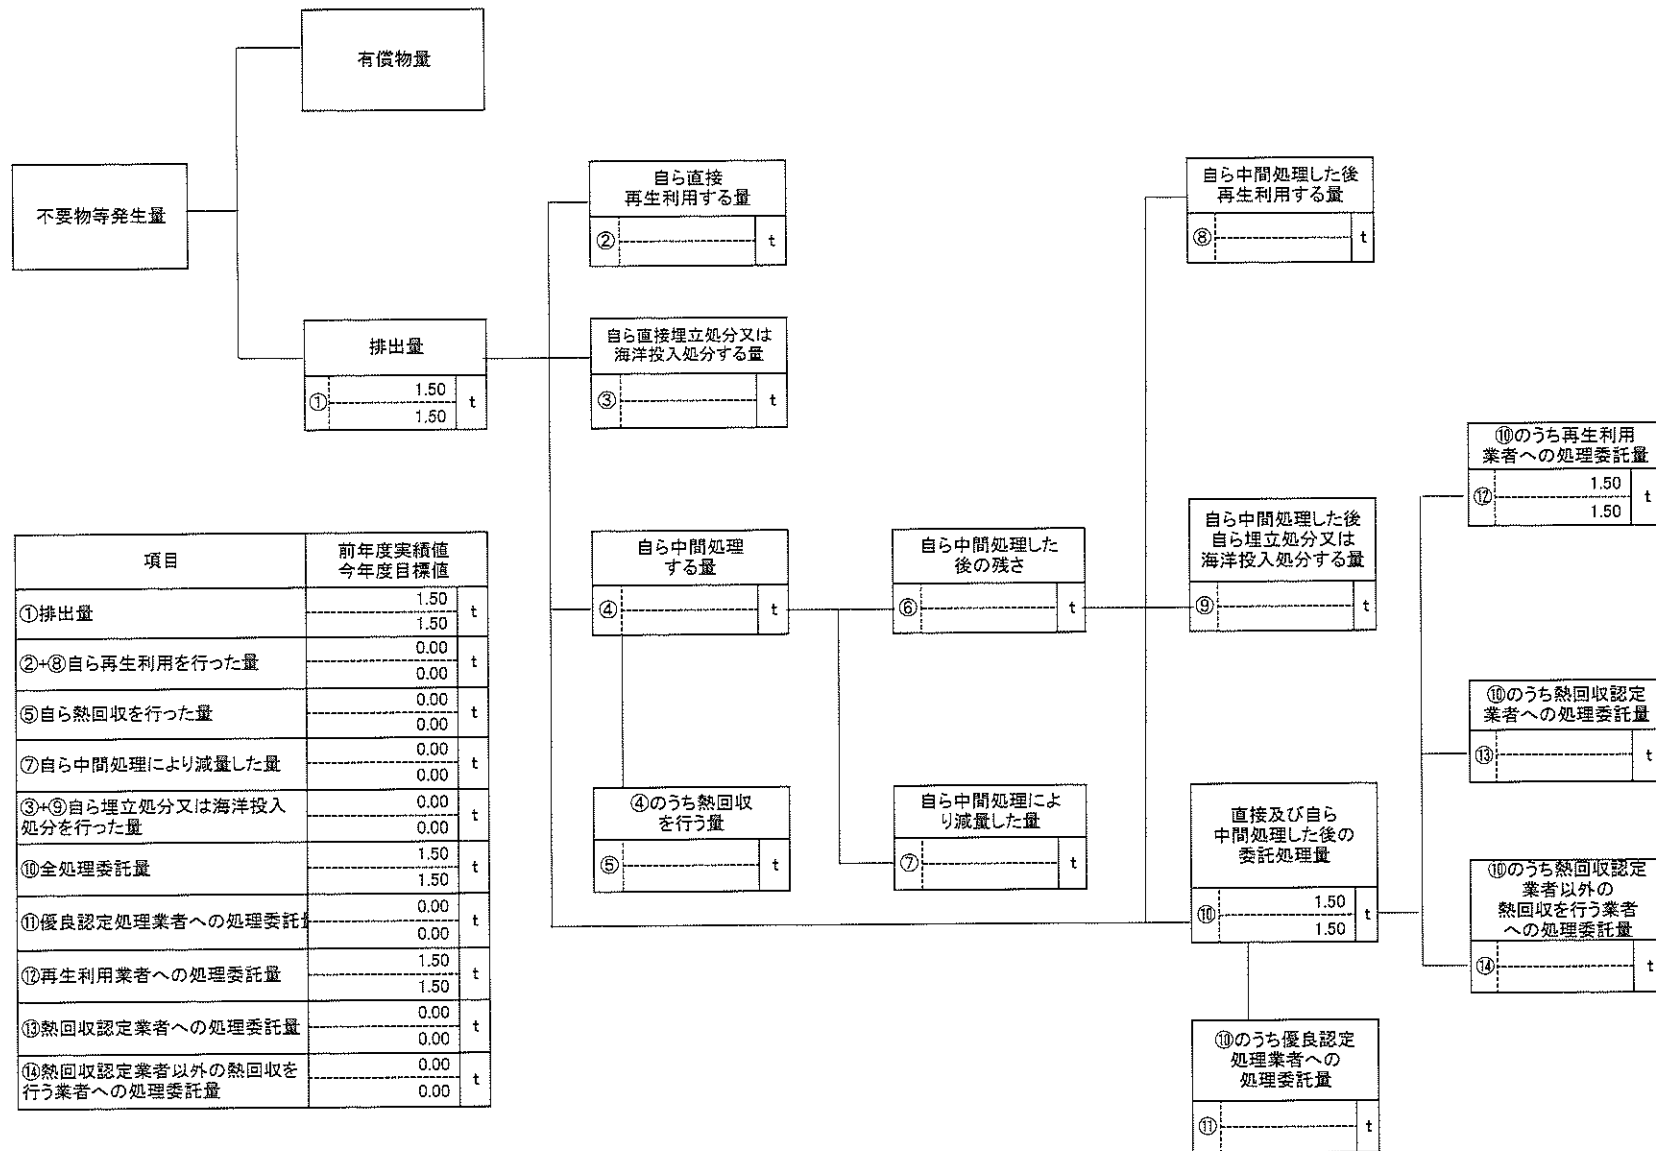 有償物量
不要物等発生量
排出量
①
1.50
1.50
t
自ら直接
再生利用する量
②
t
自ら直接埋立処分又は
海洋投入処分する量
③
t
自ら中間処理
する量
④
t
④のうち熱回収
を行う量
⑤
t
自ら中間処理した
後の残さ
⑥
t
自ら中間処理によ
り減量した量
⑦
t
自ら中間処理した後
再生利用する量
⑧
t
自ら中間処理した後
自ら埋立処分又は
海洋投入処分する量
⑨
t
直接及び自ら
中間処理した後の
委託処理量
⑩
1.50
1.50
t
⑩のうち優良認定
処理業者への
処理委託量
⑪
t
⑩のうち再生利用
業者への処理委託量
⑫
1.50
1.50
t
⑩のうち熱回収認定
業者への処理委託量
⑬
t
⑩のうち熱回収認定
業者以外の
熱回収を行う業者
への処理委託量
⑭
t
項目
前年度実績値
今年度目標値
①排出量
1.50
1.50
t
②+⑧自ら再生利用を行った量
0.00
0.00
t
⑤自ら熱回収を行った量
0.00
0.00
t
⑦自ら中間処理により減量した量
0.00
0.00
t
③+⑨自ら埋立処分又は海洋投入
処分を行った量
0.00
0.00
t
⑩全処理委託量
1.50
1.50
t
⑪優良認定処理業者への処理委託
0.00
0.00
t
⑫再生利用業者への処理委託量
1.50
1.50
t
⑬熱回収認定業者への処理委託量
0.00
0.00
t
⑭熱回収認定業者以外の熱回収を
行う業者への処理委託量
0.00
0.00
t